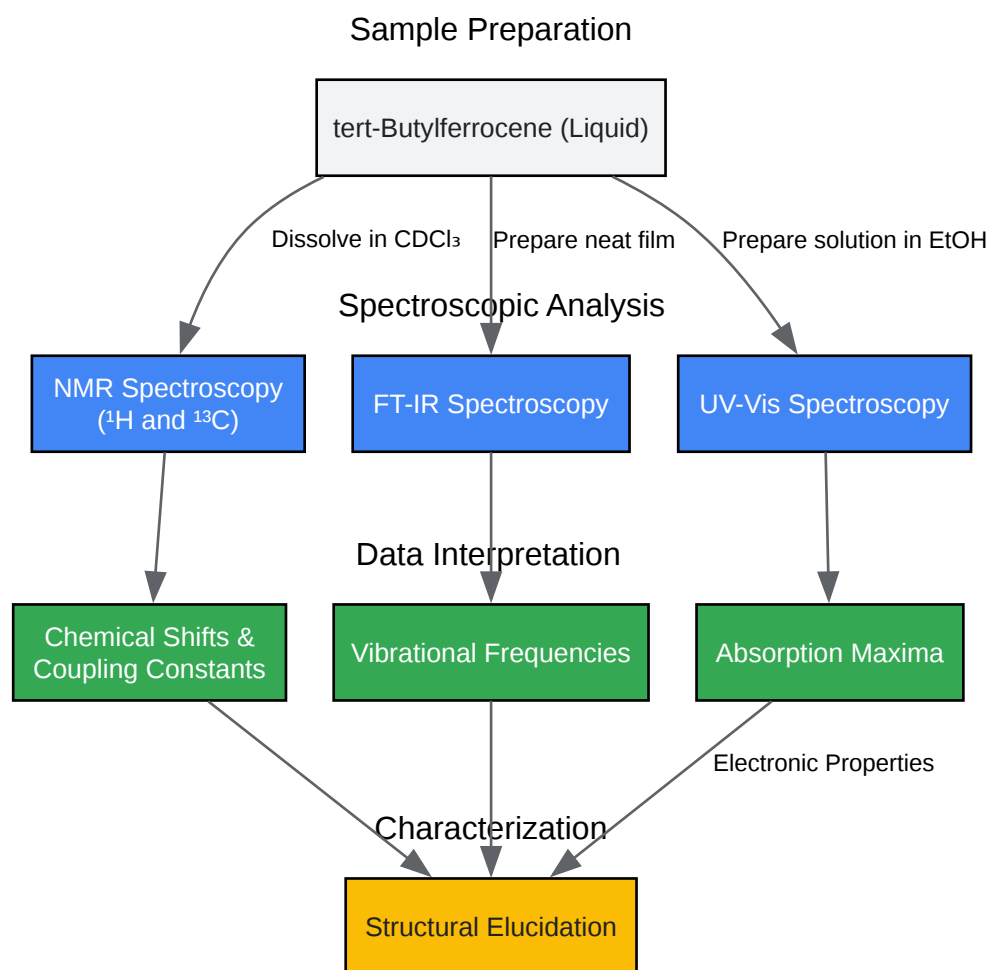 Sample Preparation
tert-Butylferrocene (Liquid)
Dissolve in CDCl₃
Prepare neat film
Prepare solution in EtOH
Spectroscopic Analysis
NMR Spectroscopy
(¹H and ¹³C)
FT-IR Spectroscopy
UV-Vis Spectroscopy
Data Interpretation
Chemical Shifts &
Coupling Constants
Vibrational Frequencies
Absorption Maxima
Electronic Properties
Characterization
Structural Elucidation